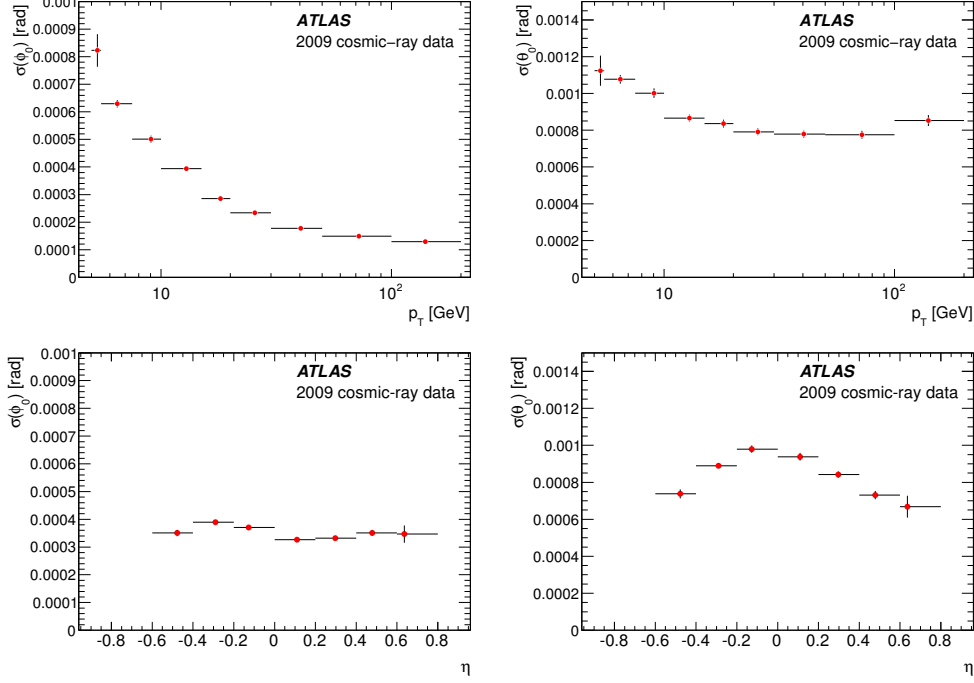 σ(φ₀) [rad]
0.001
0.0009
0.0008
0.0007
0.0006
0.0005
0.0004
0.0003
0.0002
0.0001
0
ATLAS
2009 cosmic−ray data
10
10²
p_T [GeV]
σ(θ₀) [rad]
0.0014
0.0012
0.001
0.0008
0.0006
0.0004
0.0002
0
ATLAS
2009 cosmic−ray data
10
10²
p_T [GeV]
σ(φ₀) [rad]
0.001
0.0009
0.0008
0.0007
0.0006
0.0005
0.0004
0.0003
0.0002
0.0001
0
ATLAS
2009 cosmic-ray data
-0.8 -0.6 -0.4 -0.2 0 0.2 0.4 0.6 0.8
η
σ(θ₀) [rad]
0.0014
0.0012
0.001
0.0008
0.0006
0.0004
0.0002
0
ATLAS
2009 cosmic-ray data
-0.8 -0.6 -0.4 -0.2 0 0.2 0.4 0.6 0.8
η